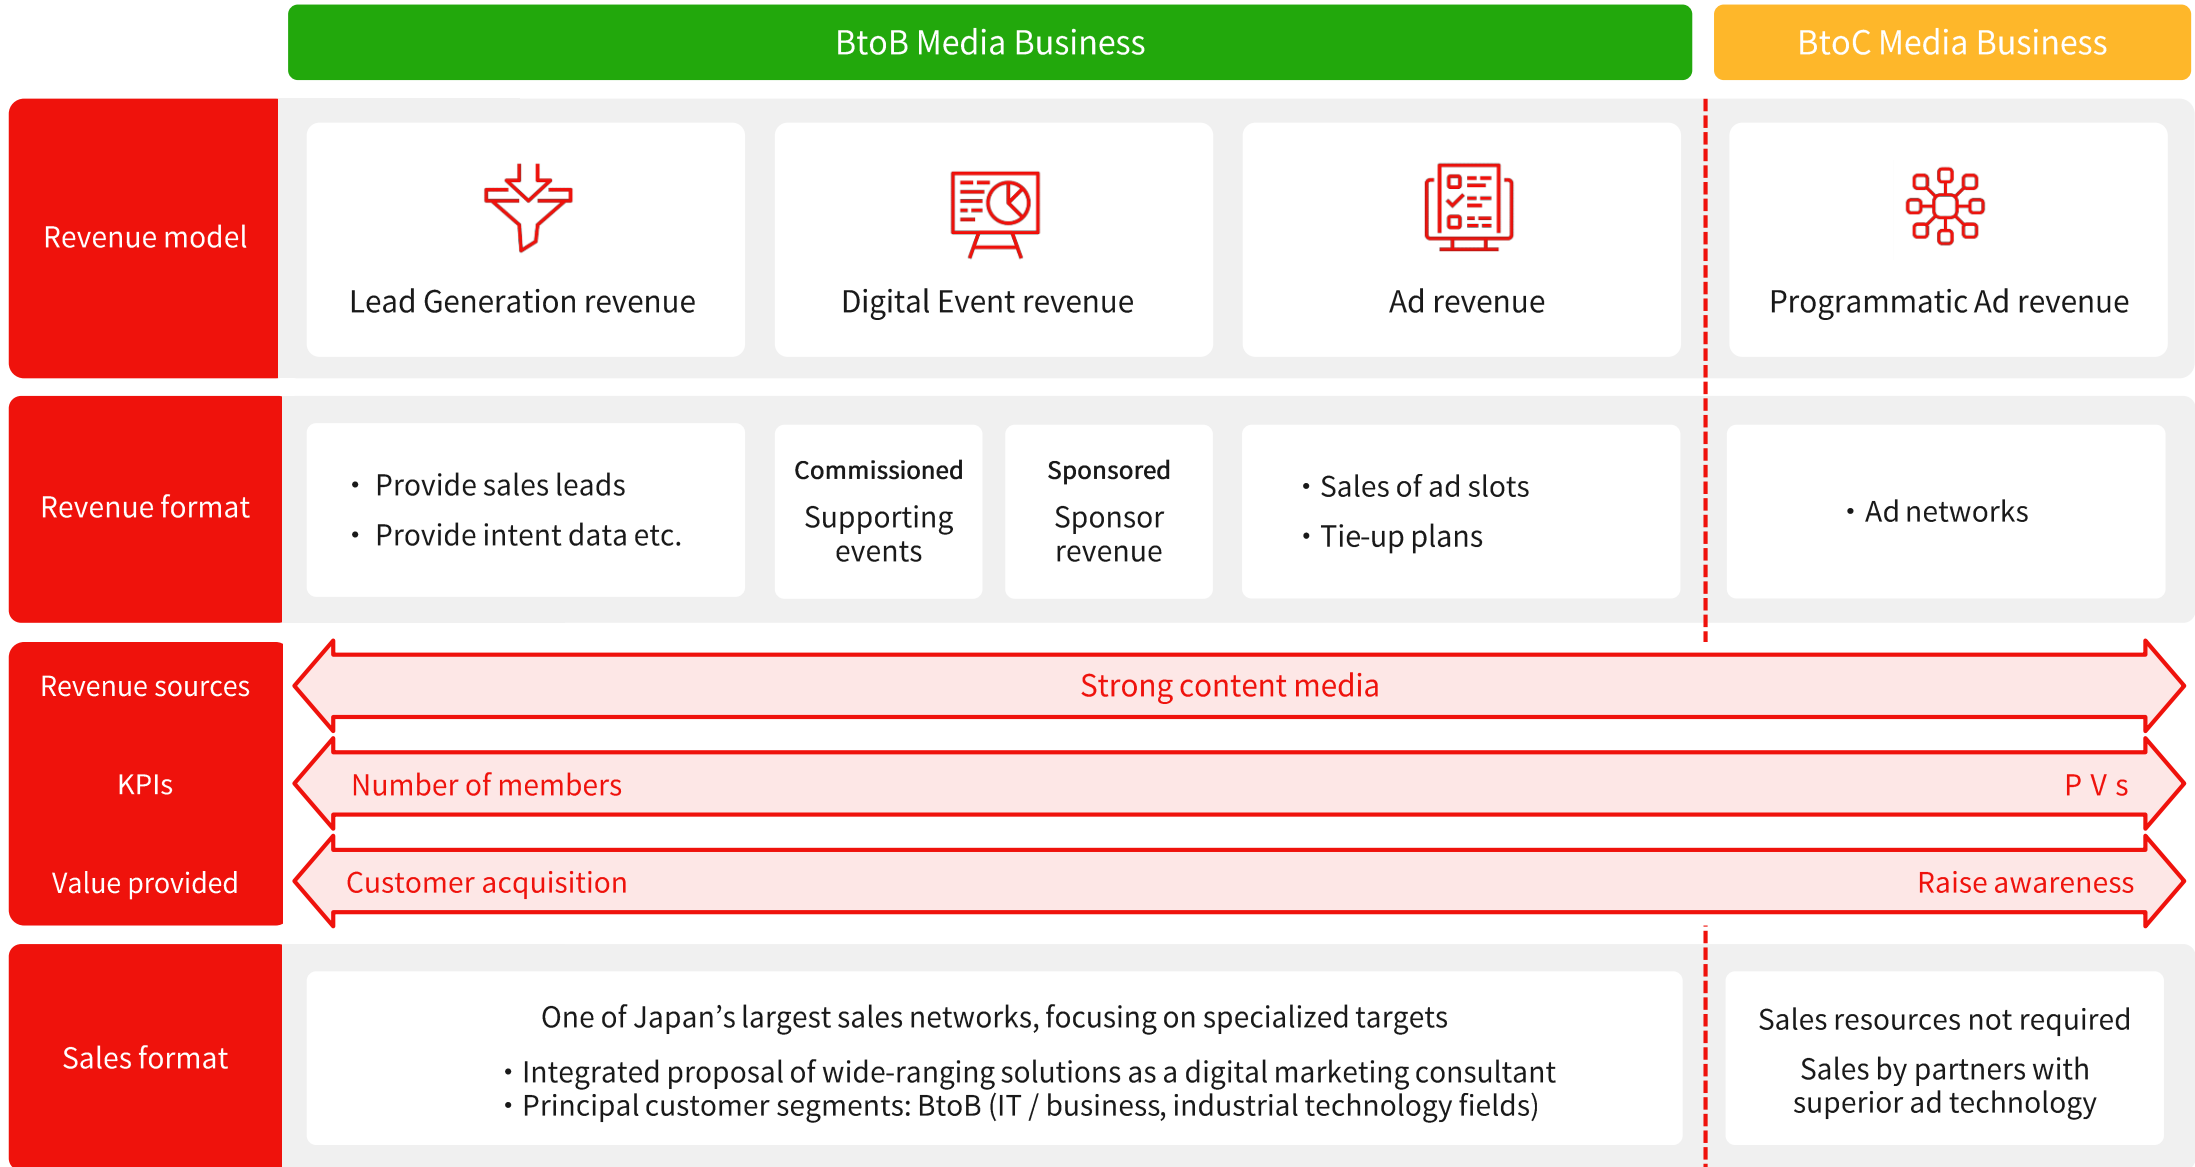 BtoB Media Business
BtoC Media Business
Revenue model
Lead Generation revenue
Digital Event revenue
Ad revenue
Programmatic Ad revenue
Revenue format
・ Provide sales leads
・ Provide intent data etc.
Commissioned
Supporting
events
Sponsored
Sponsor
revenue
・Sales of ad slots
・Tie-up plans
・Ad networks
Revenue sources
Strong content media
KPIs
Number of members
P V s
Value provided
Customer acquisition
Raise awareness
Sales format
One of Japan’s largest sales networks, focusing on specialized targets
・Integrated proposal of wide-ranging solutions as a digital marketing consultant
・Principal customer segments: BtoB (IT / business, industrial technology fields)
Sales resources not required
Sales by partners with
superior ad technology